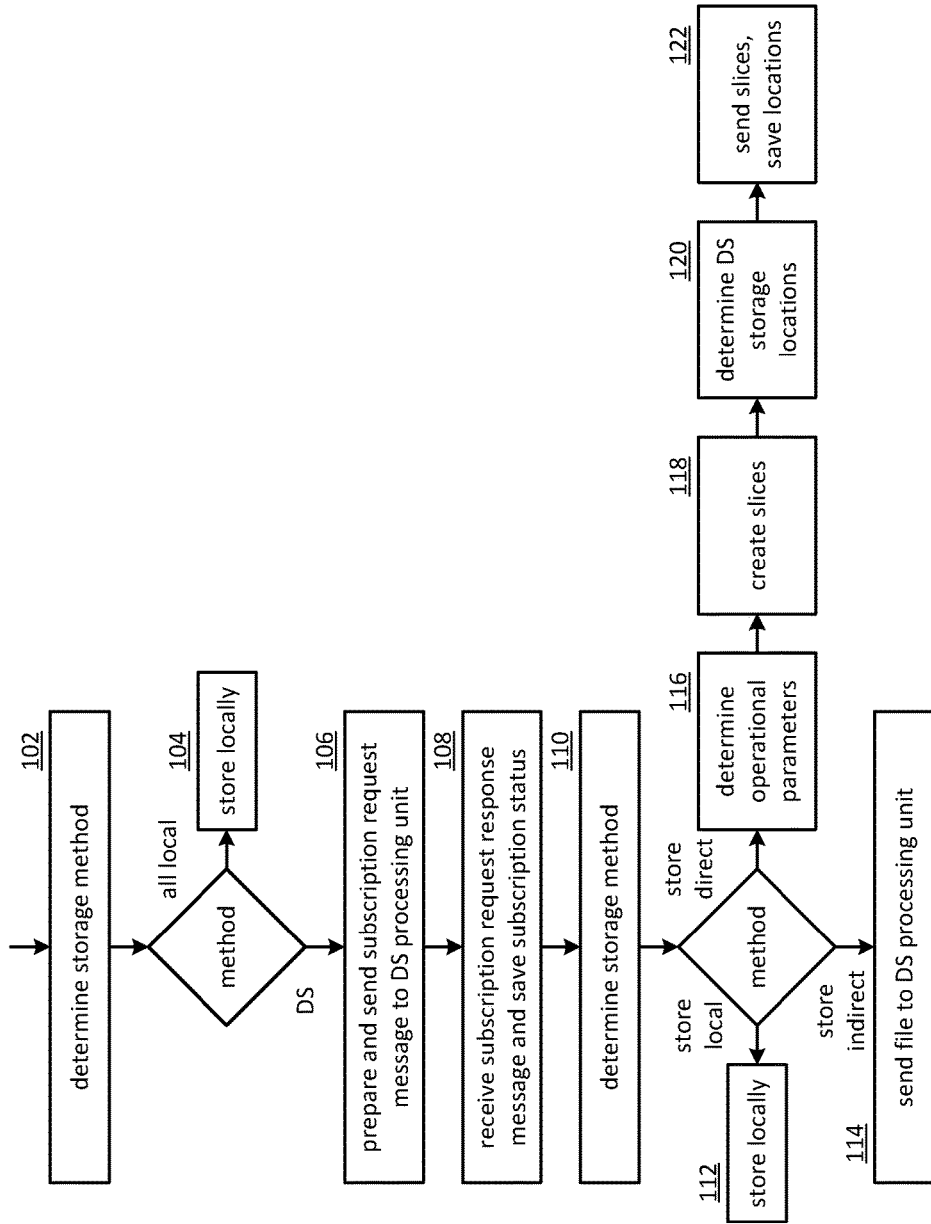 102
determine storage method
method
all local
104
store locally
DS
106
prepare and send subscription request
message to DS processing unit
108
receive subscription request response
message and save subscription status
110
determine storage method
method
store
local
112
store locally
store
indirect
114
send file to DS processing unit
store
direct
116
determine
operational
parameters
118
create slices
120
determine DS
storage
locations
122
send slices,
save locations